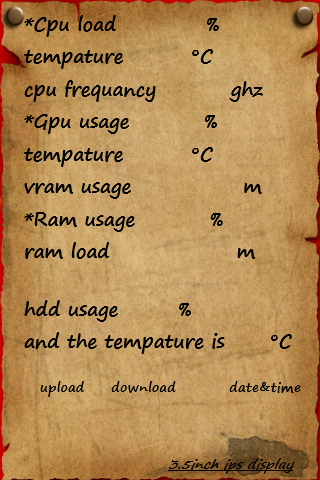 *Cpu load %
tempature °C
cpu frequancy ghz
*Gpu usage %
tempature °C
vram usage m
*Ram usage %
ram load m
hdd usage %
and the tempature is °C
upload download date&time
3.5inch ips display